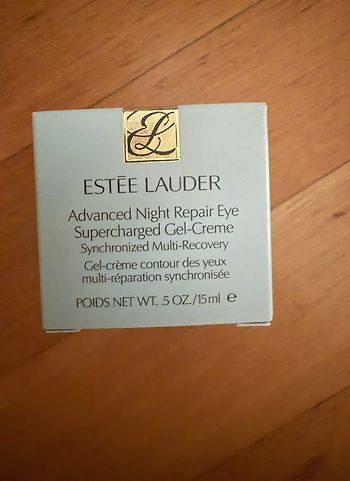 EL
ESTĒE LAUDER
Advanced Night Repair Eye
Supercharged Gel-Creme
Synchronized Multi-Recovery
Gel-crème contour des yeux
multi-réparation synchronisée
POIDS NET WT. .5 OZ./15ml ℮